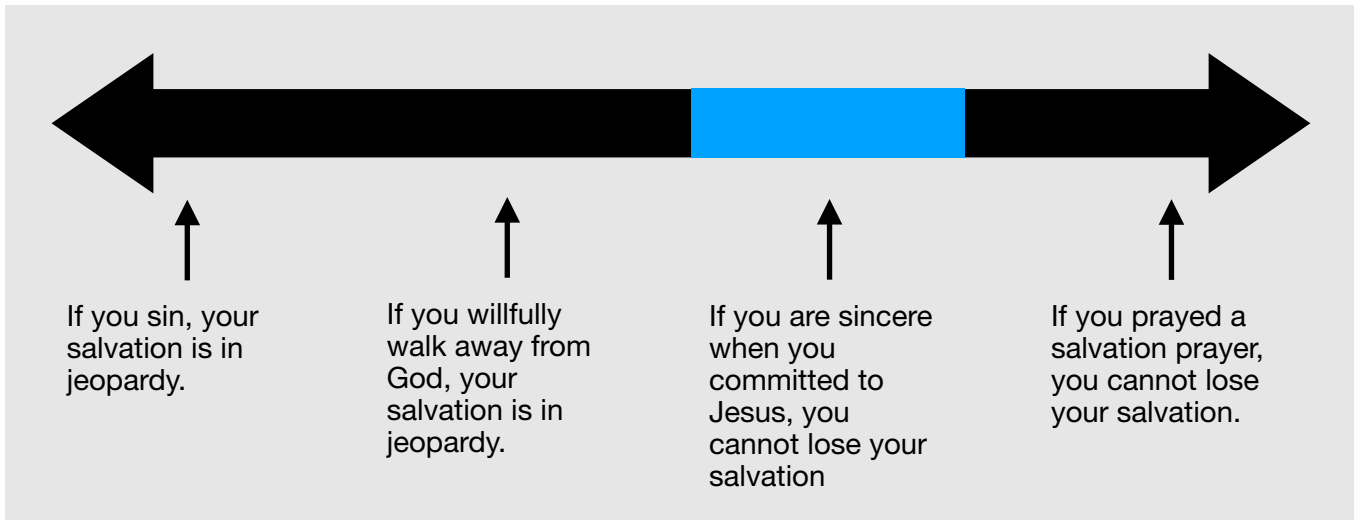 If you sin, your
salvation is in
jeopardy.
If you willfully
walk away from
God, your
salvation is in
jeopardy.
If you are sincere
when you
committed to
Jesus, you
cannot lose your
salvation
If you prayed a
salvation prayer,
you cannot lose
your salvation.